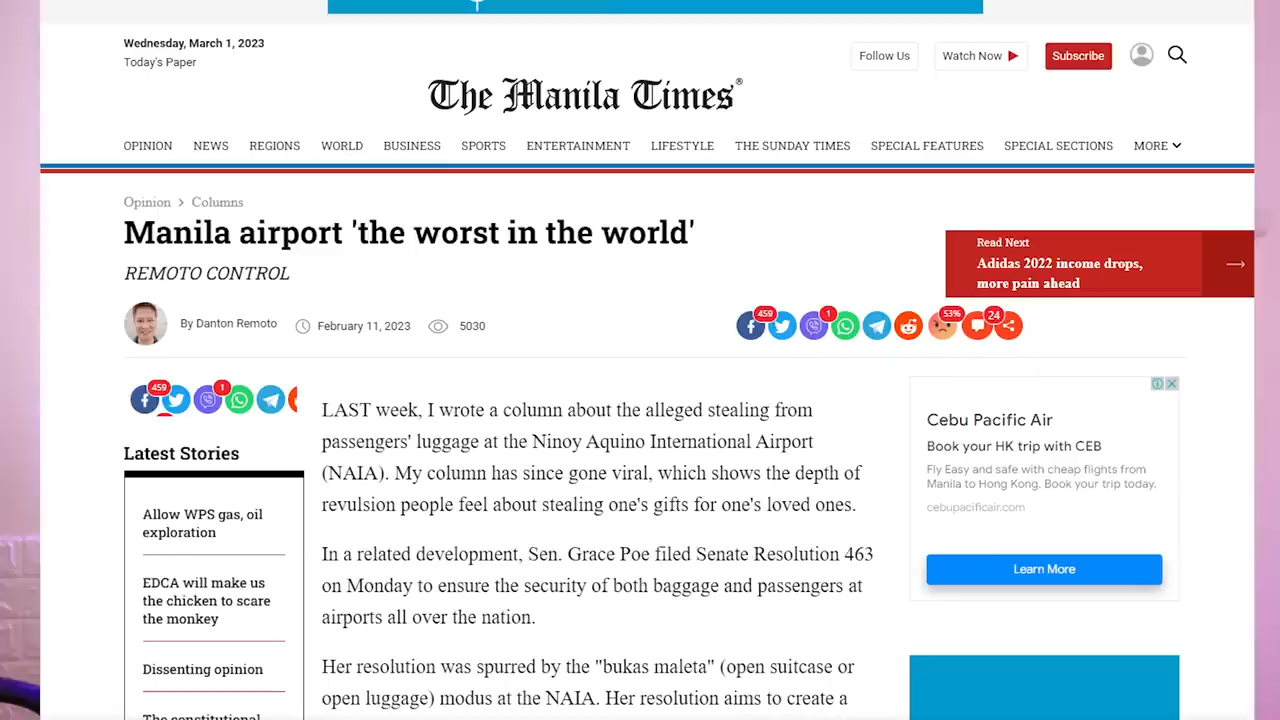 Wednesday, March 1, 2023
Today's Paper
Follow Us
Watch Now
Subscribe
The Manila Times®
OPINION NEWS REGIONS WORLD BUSINESS SPORTS ENTERTAINMENT LIFESTYLE THE SUNDAY TIMES SPECIAL FEATURES SPECIAL SECTIONS MORE
Opinion > Columns
Manila airport 'the worst in the world'
REMOTO CONTROL
Read Next
Adidas 2022 income drops,
more pain ahead
By Danton Remoto February 11, 2023 5030
459 1 53% 24
459 1
Latest Stories
Allow WPS gas, oil
exploration
EDCA will make us
the chicken to scare
the monkey
Dissenting opinion
The constitutional
LAST week, I wrote a column about the alleged stealing from
passengers' luggage at the Ninoy Aquino International Airport
(NAIA). My column has since gone viral, which shows the depth of
revulsion people feel about stealing one's gifts for one's loved ones.
In a related development, Sen. Grace Poe filed Senate Resolution 463
on Monday to ensure the security of both baggage and passengers at
airports all over the nation.
Her resolution was spurred by the "bukas maleta" (open suitcase or
open luggage) modus at the NAIA. Her resolution aims to create a
Cebu Pacific Air
Book your HK trip with CEB
Fly Easy and safe with cheap flights from
Manila to Hong Kong. Book your trip today.
cebupacificair.com
Learn More